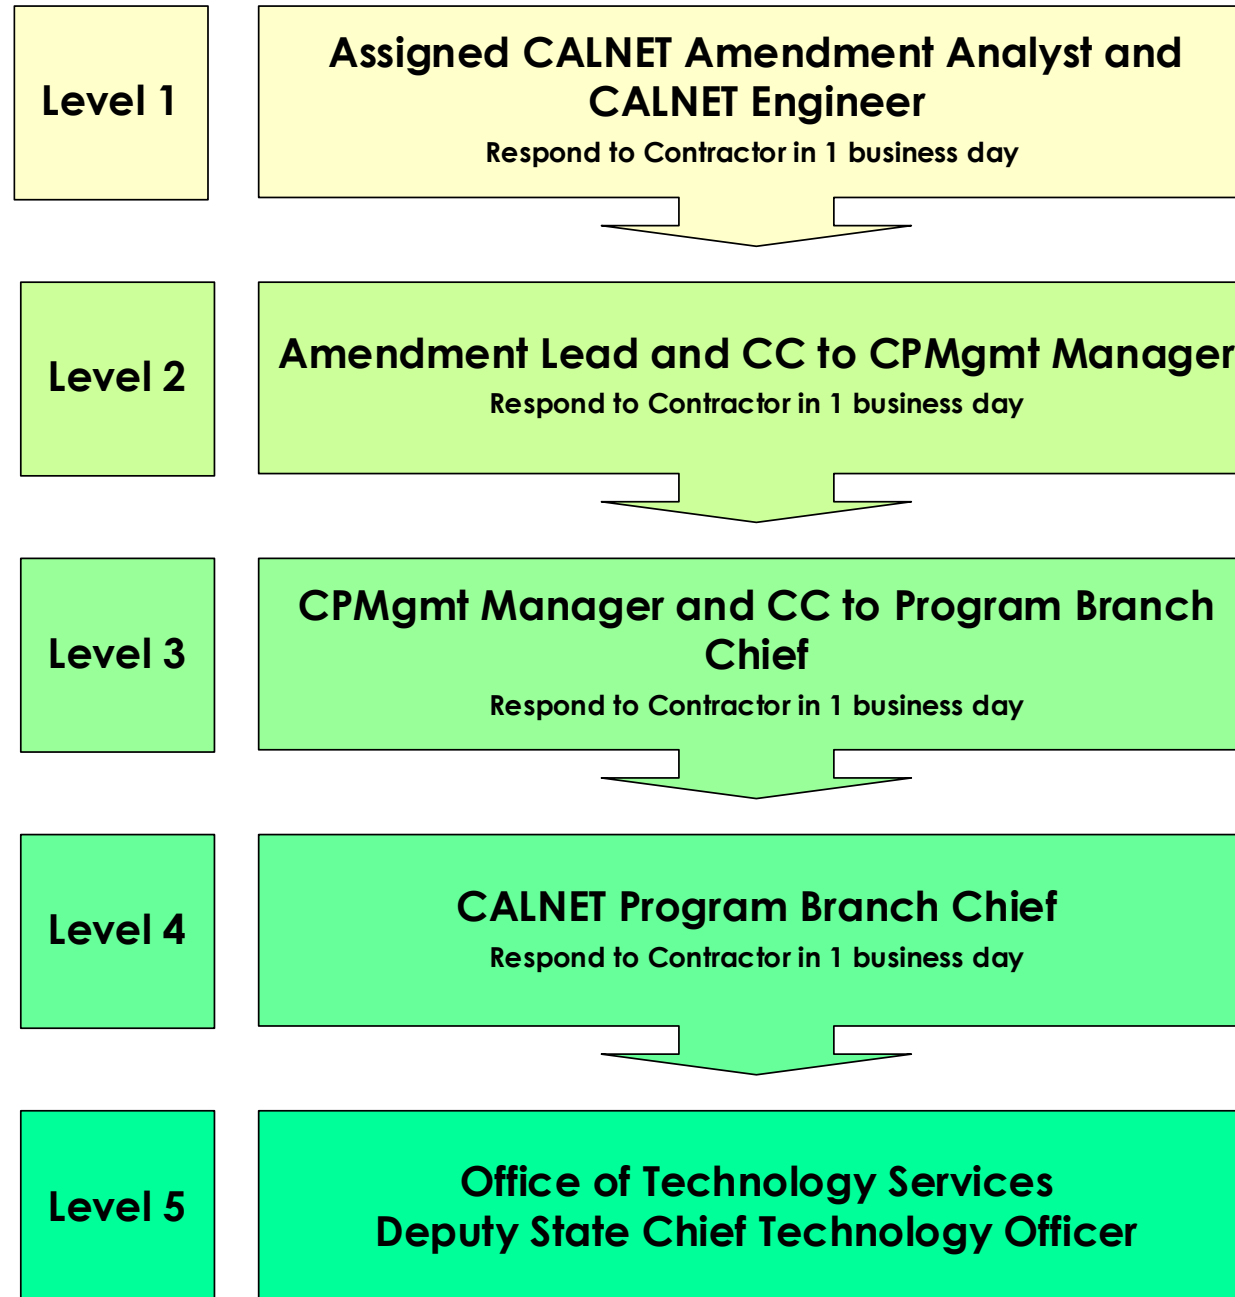 Level 1
Assigned CALNET Amendment Analyst and
CALNET Engineer
Respond to Contractor in 1 business day
Level 2
Amendment Lead and CC to CPMgmt Manager
Respond to Contractor in 1 business day
Level 3
CPMgmt Manager and CC to Program Branch
Chief
Respond to Contractor in 1 business day
Level 4
CALNET Program Branch Chief
Respond to Contractor in 1 business day
Level 5
Office of Technology Services
Deputy State Chief Technology Officer